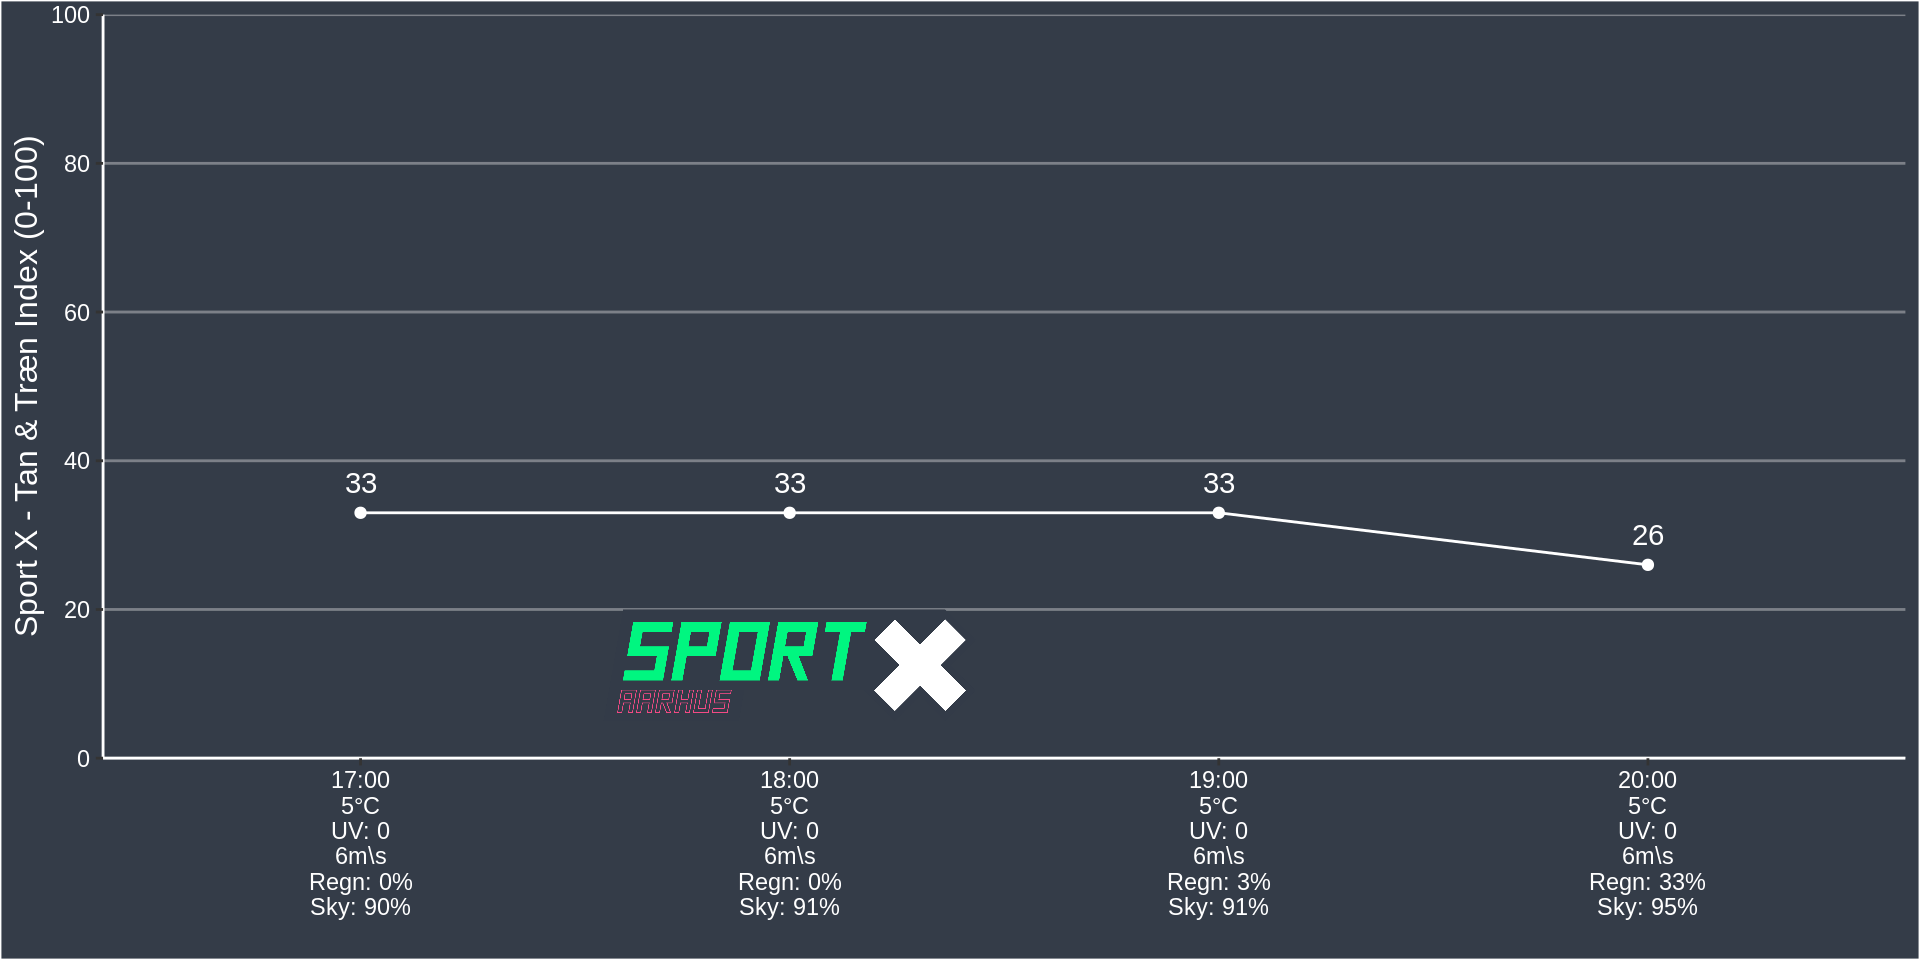 Sport X - Tan & Træn Index (0-100)
100
80
60
40
20
0
33
33
33
26
SPORT X
AARHUS
17:00
5°C
UV: 0
6m\s
Regn: 0%
Sky: 90%
18:00
5°C
UV: 0
6m\s
Regn: 0%
Sky: 91%
19:00
5°C
UV: 0
6m\s
Regn: 3%
Sky: 91%
20:00
5°C
UV: 0
6m\s
Regn: 33%
Sky: 95%